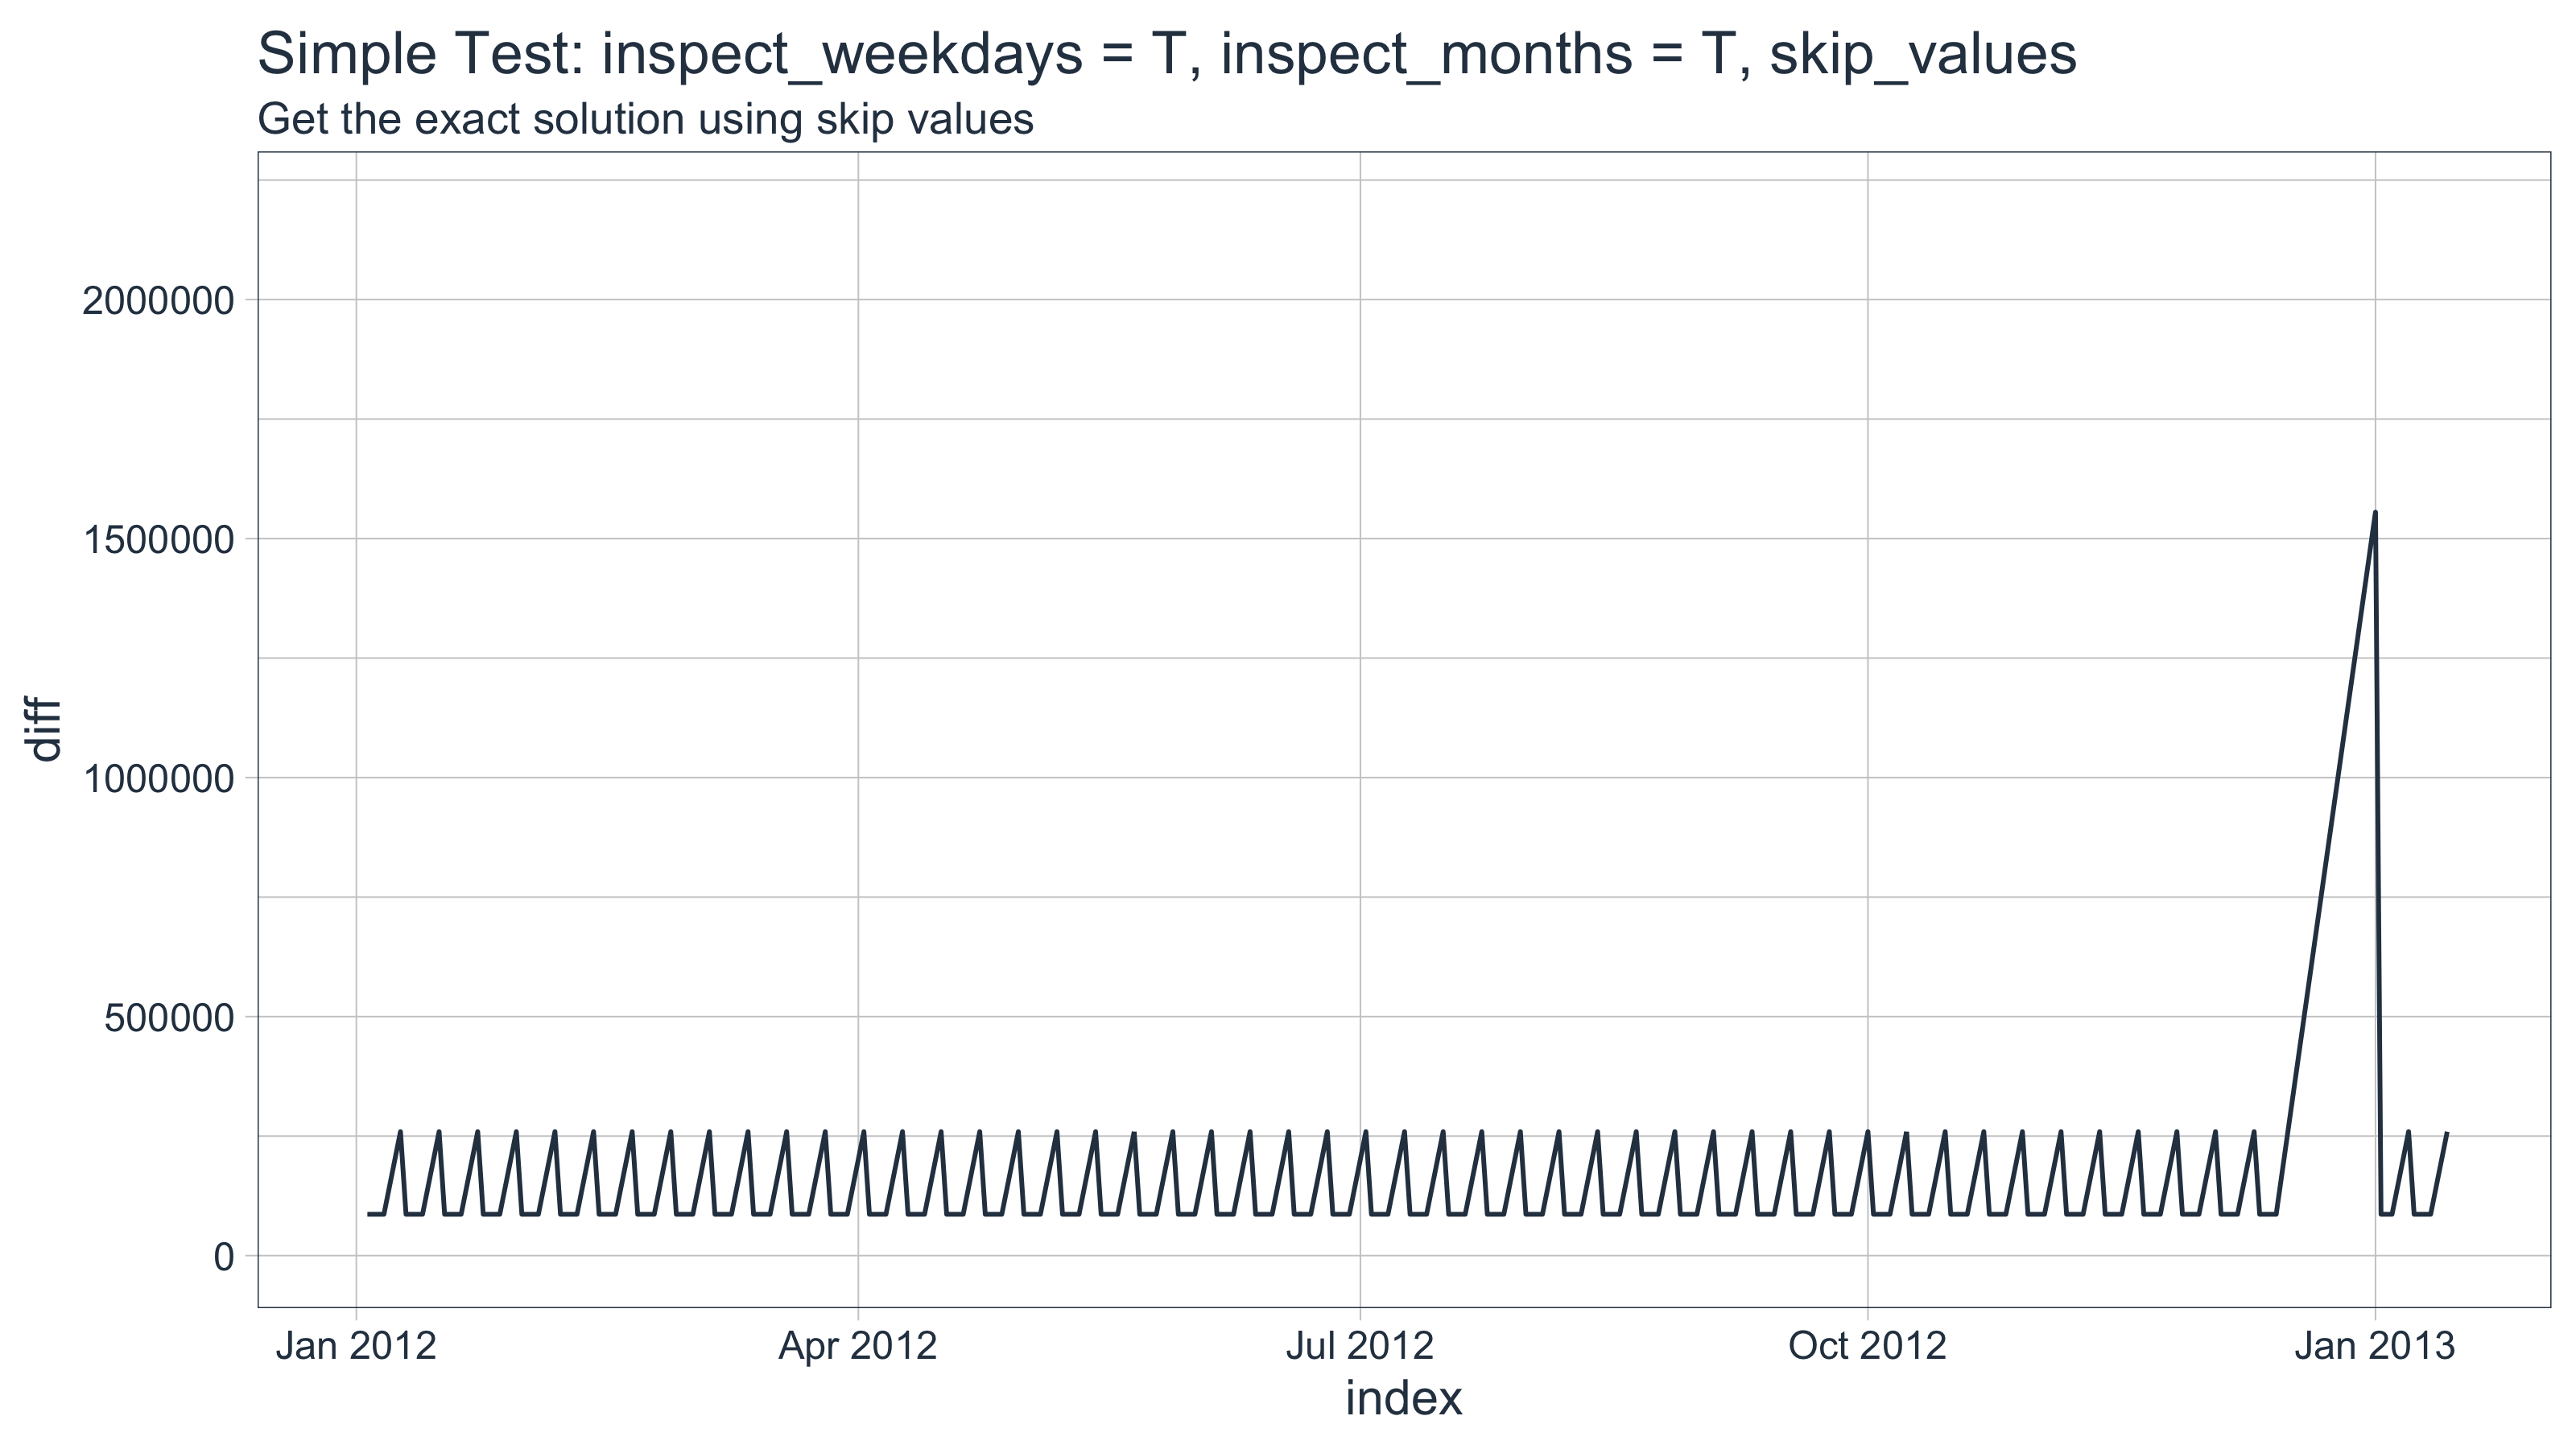 Simple Test: inspect_weekdays = T, inspect_months = T, skip_values
Get the exact solution using skip values
2000000
1500000
1000000
500000
0
diff
Jan 2012 Apr 2012 Jul 2012 Oct 2012 Jan 2013
index